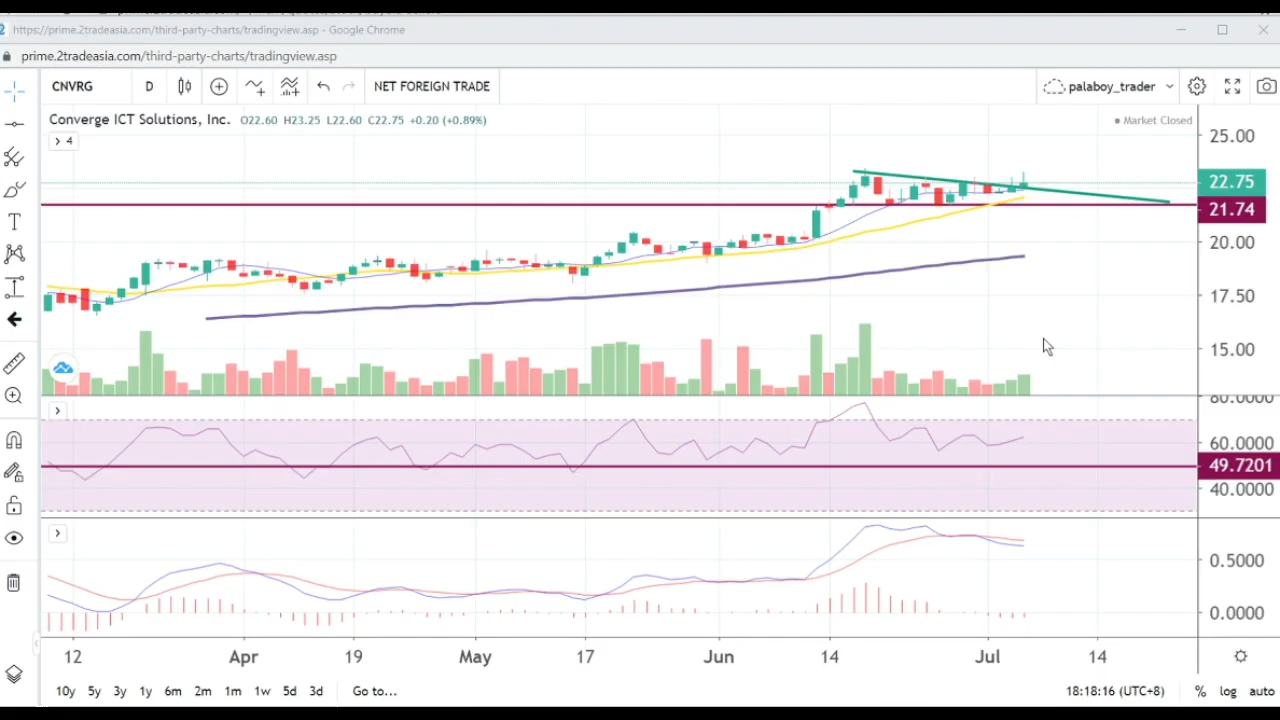 https://prime.2tradeasia.com/third-party-charts/tradingview.asp - Google Chrome
prime.2tradeasia.com/third-party-charts/tradingview.asp
CNVRG D NET FOREIGN TRADE palaboy_trader
Converge ICT Solutions, Inc. O22.60 H23.25 L22.60 C22.75 +0.20 (+0.89%) Market Closed
4
25.00
22.75
21.74
20.00
17.50
15.00
80.0000
60.0000
49.7201
40.0000
0.5000
0.0000
12 Apr 19 May 17 Jun 14 Jul 14
10y 5y 3y 1y 6m 2m 1m 1w 5d 3d Go to... 18:18:16 (UTC+8) % log auto